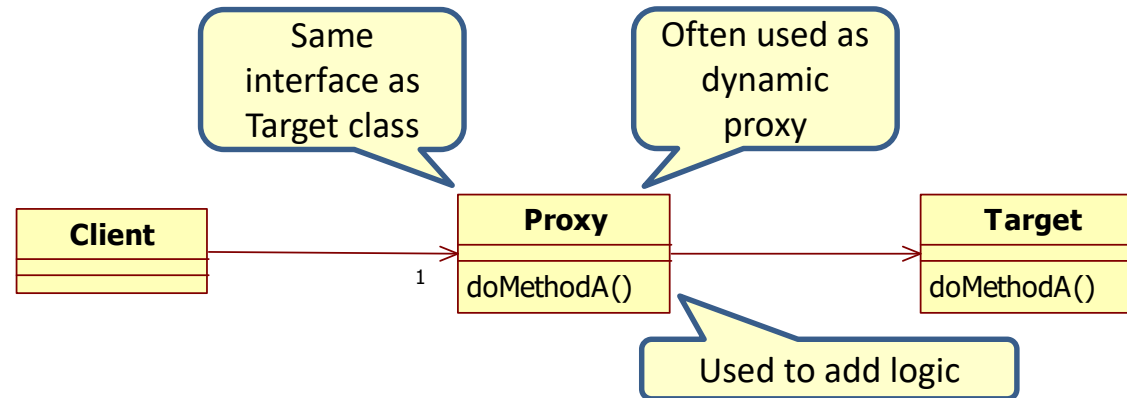 Same
interface as
Target class
Often used as
dynamic
proxy
Client
1
Proxy
doMethodA()
Target
doMethodA()
Used to add logic